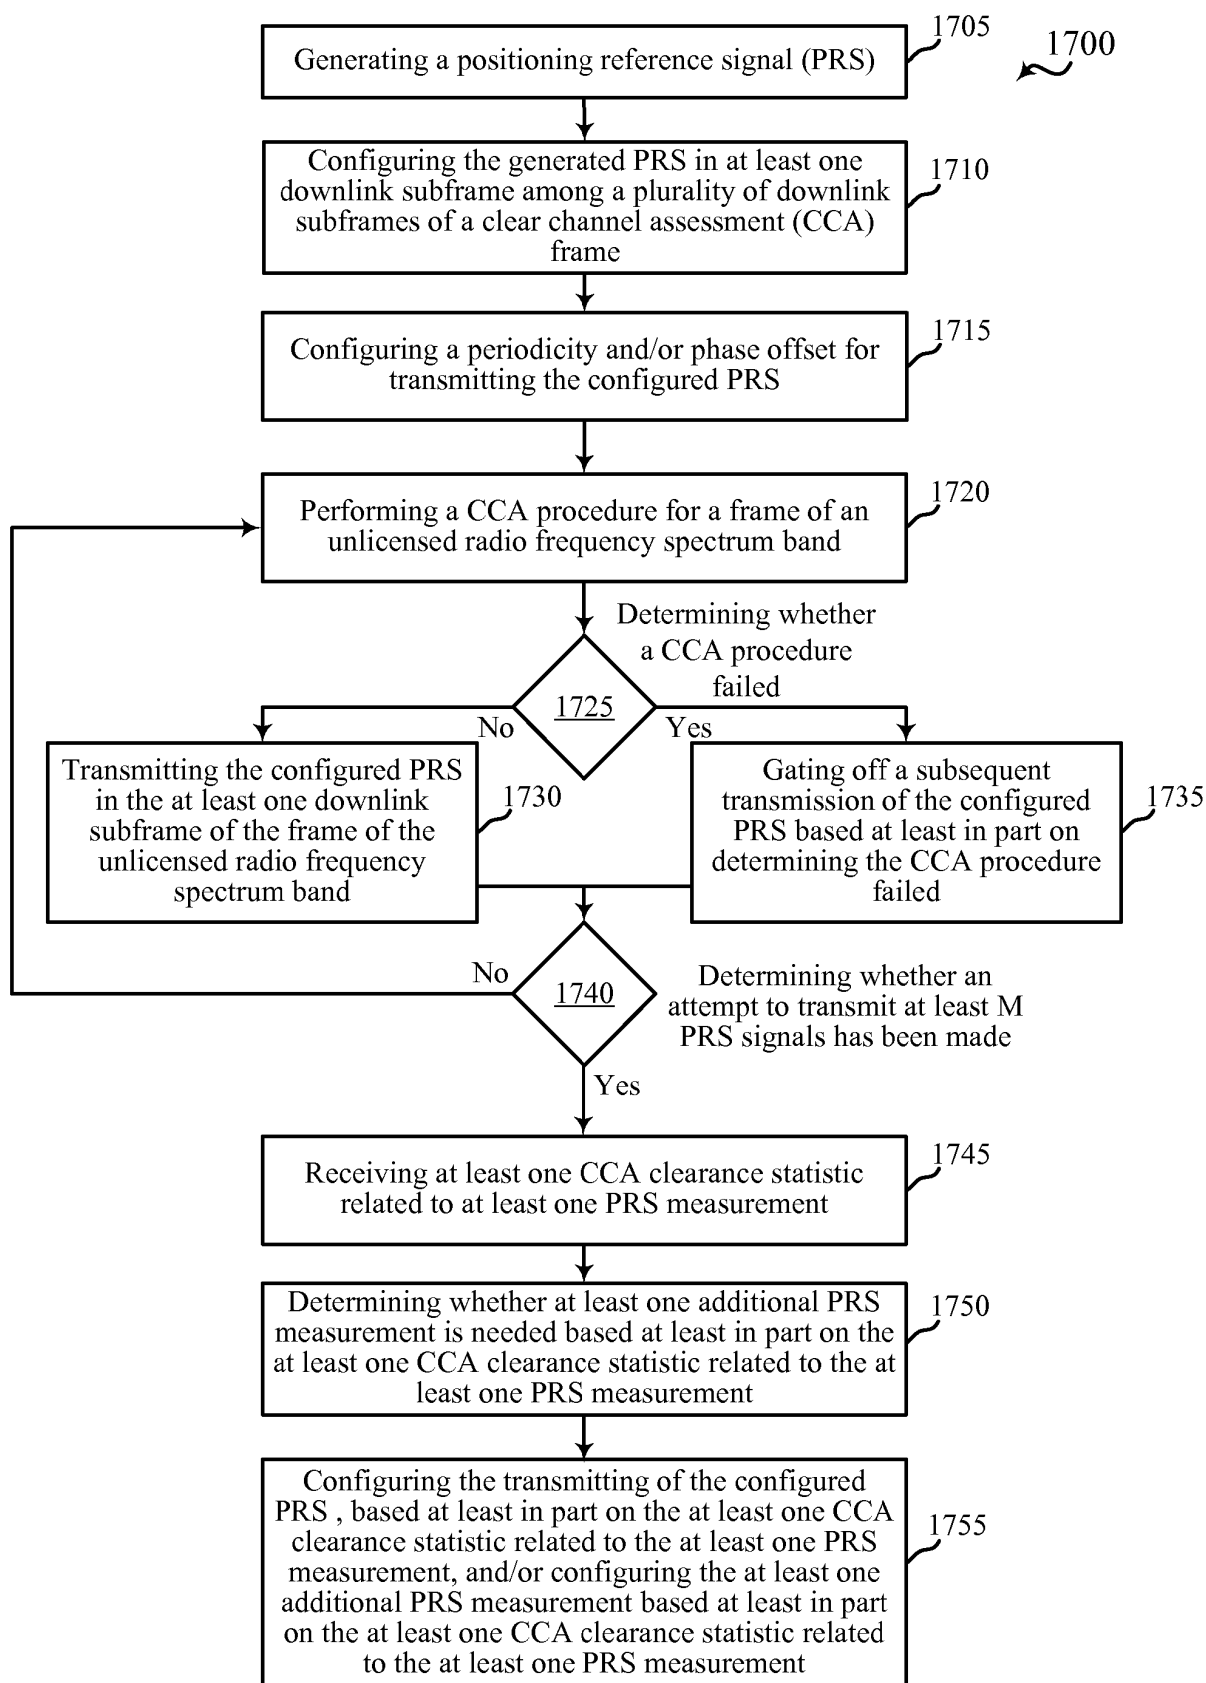 1705
1700
Generating a positioning reference signal (PRS)
Configuring the generated PRS in at least one
downlink subframe among a plurality of downlink
subframes of a clear channel assessment (CCA)
frame
1710
Configuring a periodicity and/or phase offset for
transmitting the configured PRS
1715
Performing a CCA procedure for a frame of an
unlicensed radio frequency spectrum band
1720
Determining whether
a CCA procedure
failed
1725
No
Yes
Transmitting the configured PRS
in the at least one downlink
subframe of the frame of the
unlicensed radio frequency
spectrum band
1730
Gating off a subsequent
transmission of the configured
PRS based at least in part on
determining the CCA procedure
failed
1735
No
1740
Determining whether an
attempt to transmit at least M
PRS signals has been made
Yes
Receiving at least one CCA clearance statistic
related to at least one PRS measurement
1745
Determining whether at least one additional PRS
measurement is needed based at least in part on the
at least one CCA clearance statistic related to the at
least one PRS measurement
1750
Configuring the transmitting of the configured
PRS , based at least in part on the at least one CCA
clearance statistic related to the at least one PRS
measurement, and/or configuring the at least one
additional PRS measurement based at least in part
on the at least one CCA clearance statistic related
to the at least one PRS measurement
1755